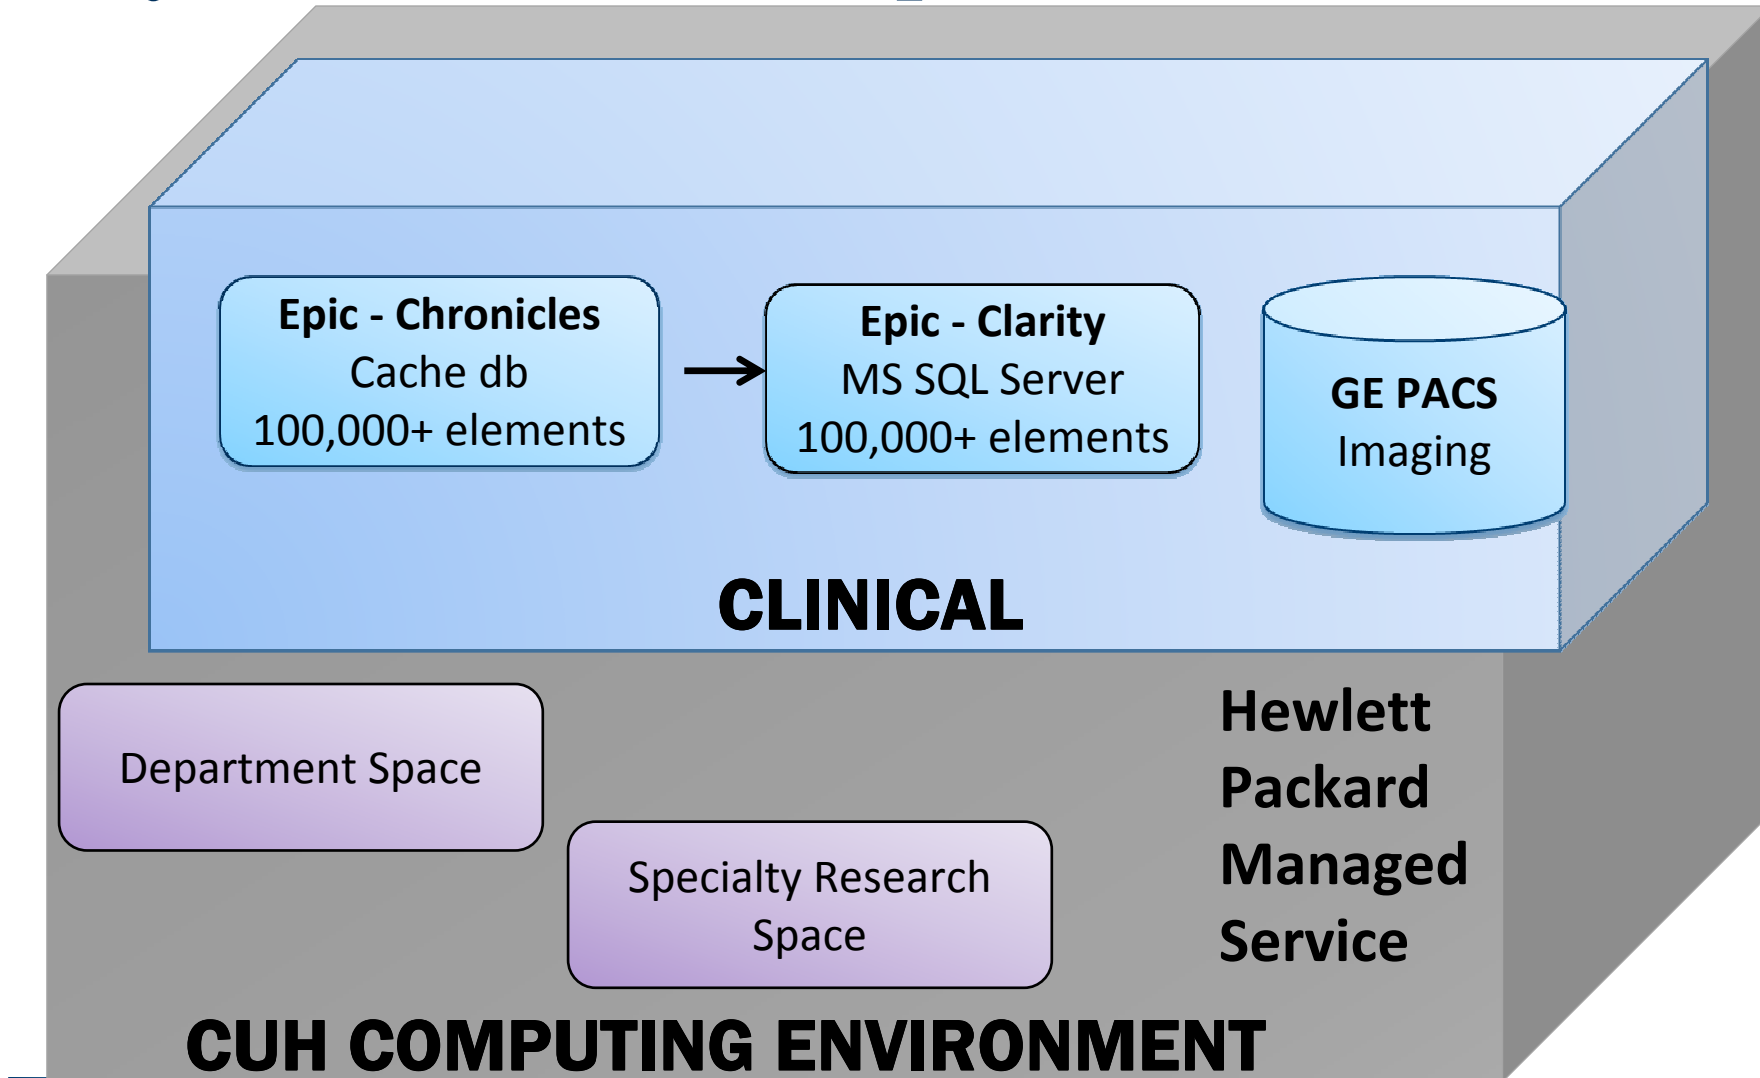 Epic - Chronicles
Cache db
100,000+ elements
Epic - Clarity
MS SQL Server
100,000+ elements
GE PACS
Imaging
CLINICAL
Department Space
Specialty Research
Space
Hewlett
Packard
Managed
Service
CUH COMPUTING ENVIRONMENT